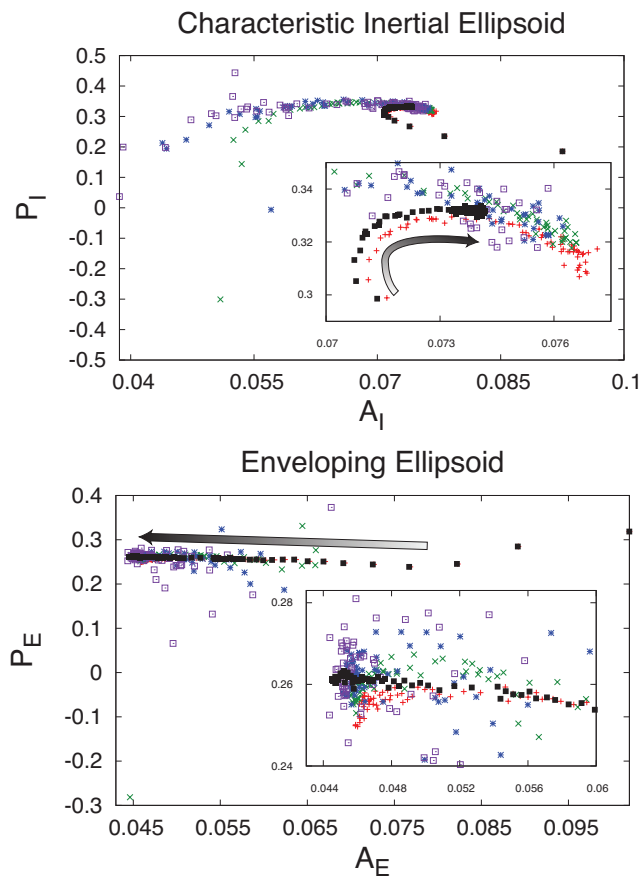 Characteristic Inertial Ellipsoid
0.5
0.4
0.3
0.2
0.1
0
-0.1
-0.2
-0.3
-0.4
-0.5
P_I
0.34
0.32
0.3
0.07 0.073 0.076
0.04 0.055 0.07 0.085 0.1
A_I
Enveloping Ellipsoid
0.4
0.3
0.2
0.1
0
-0.1
-0.2
-0.3
P_E
0.28
0.26
0.24
0.044 0.048 0.052 0.056 0.06
0.045 0.055 0.065 0.075 0.085 0.095
A_E